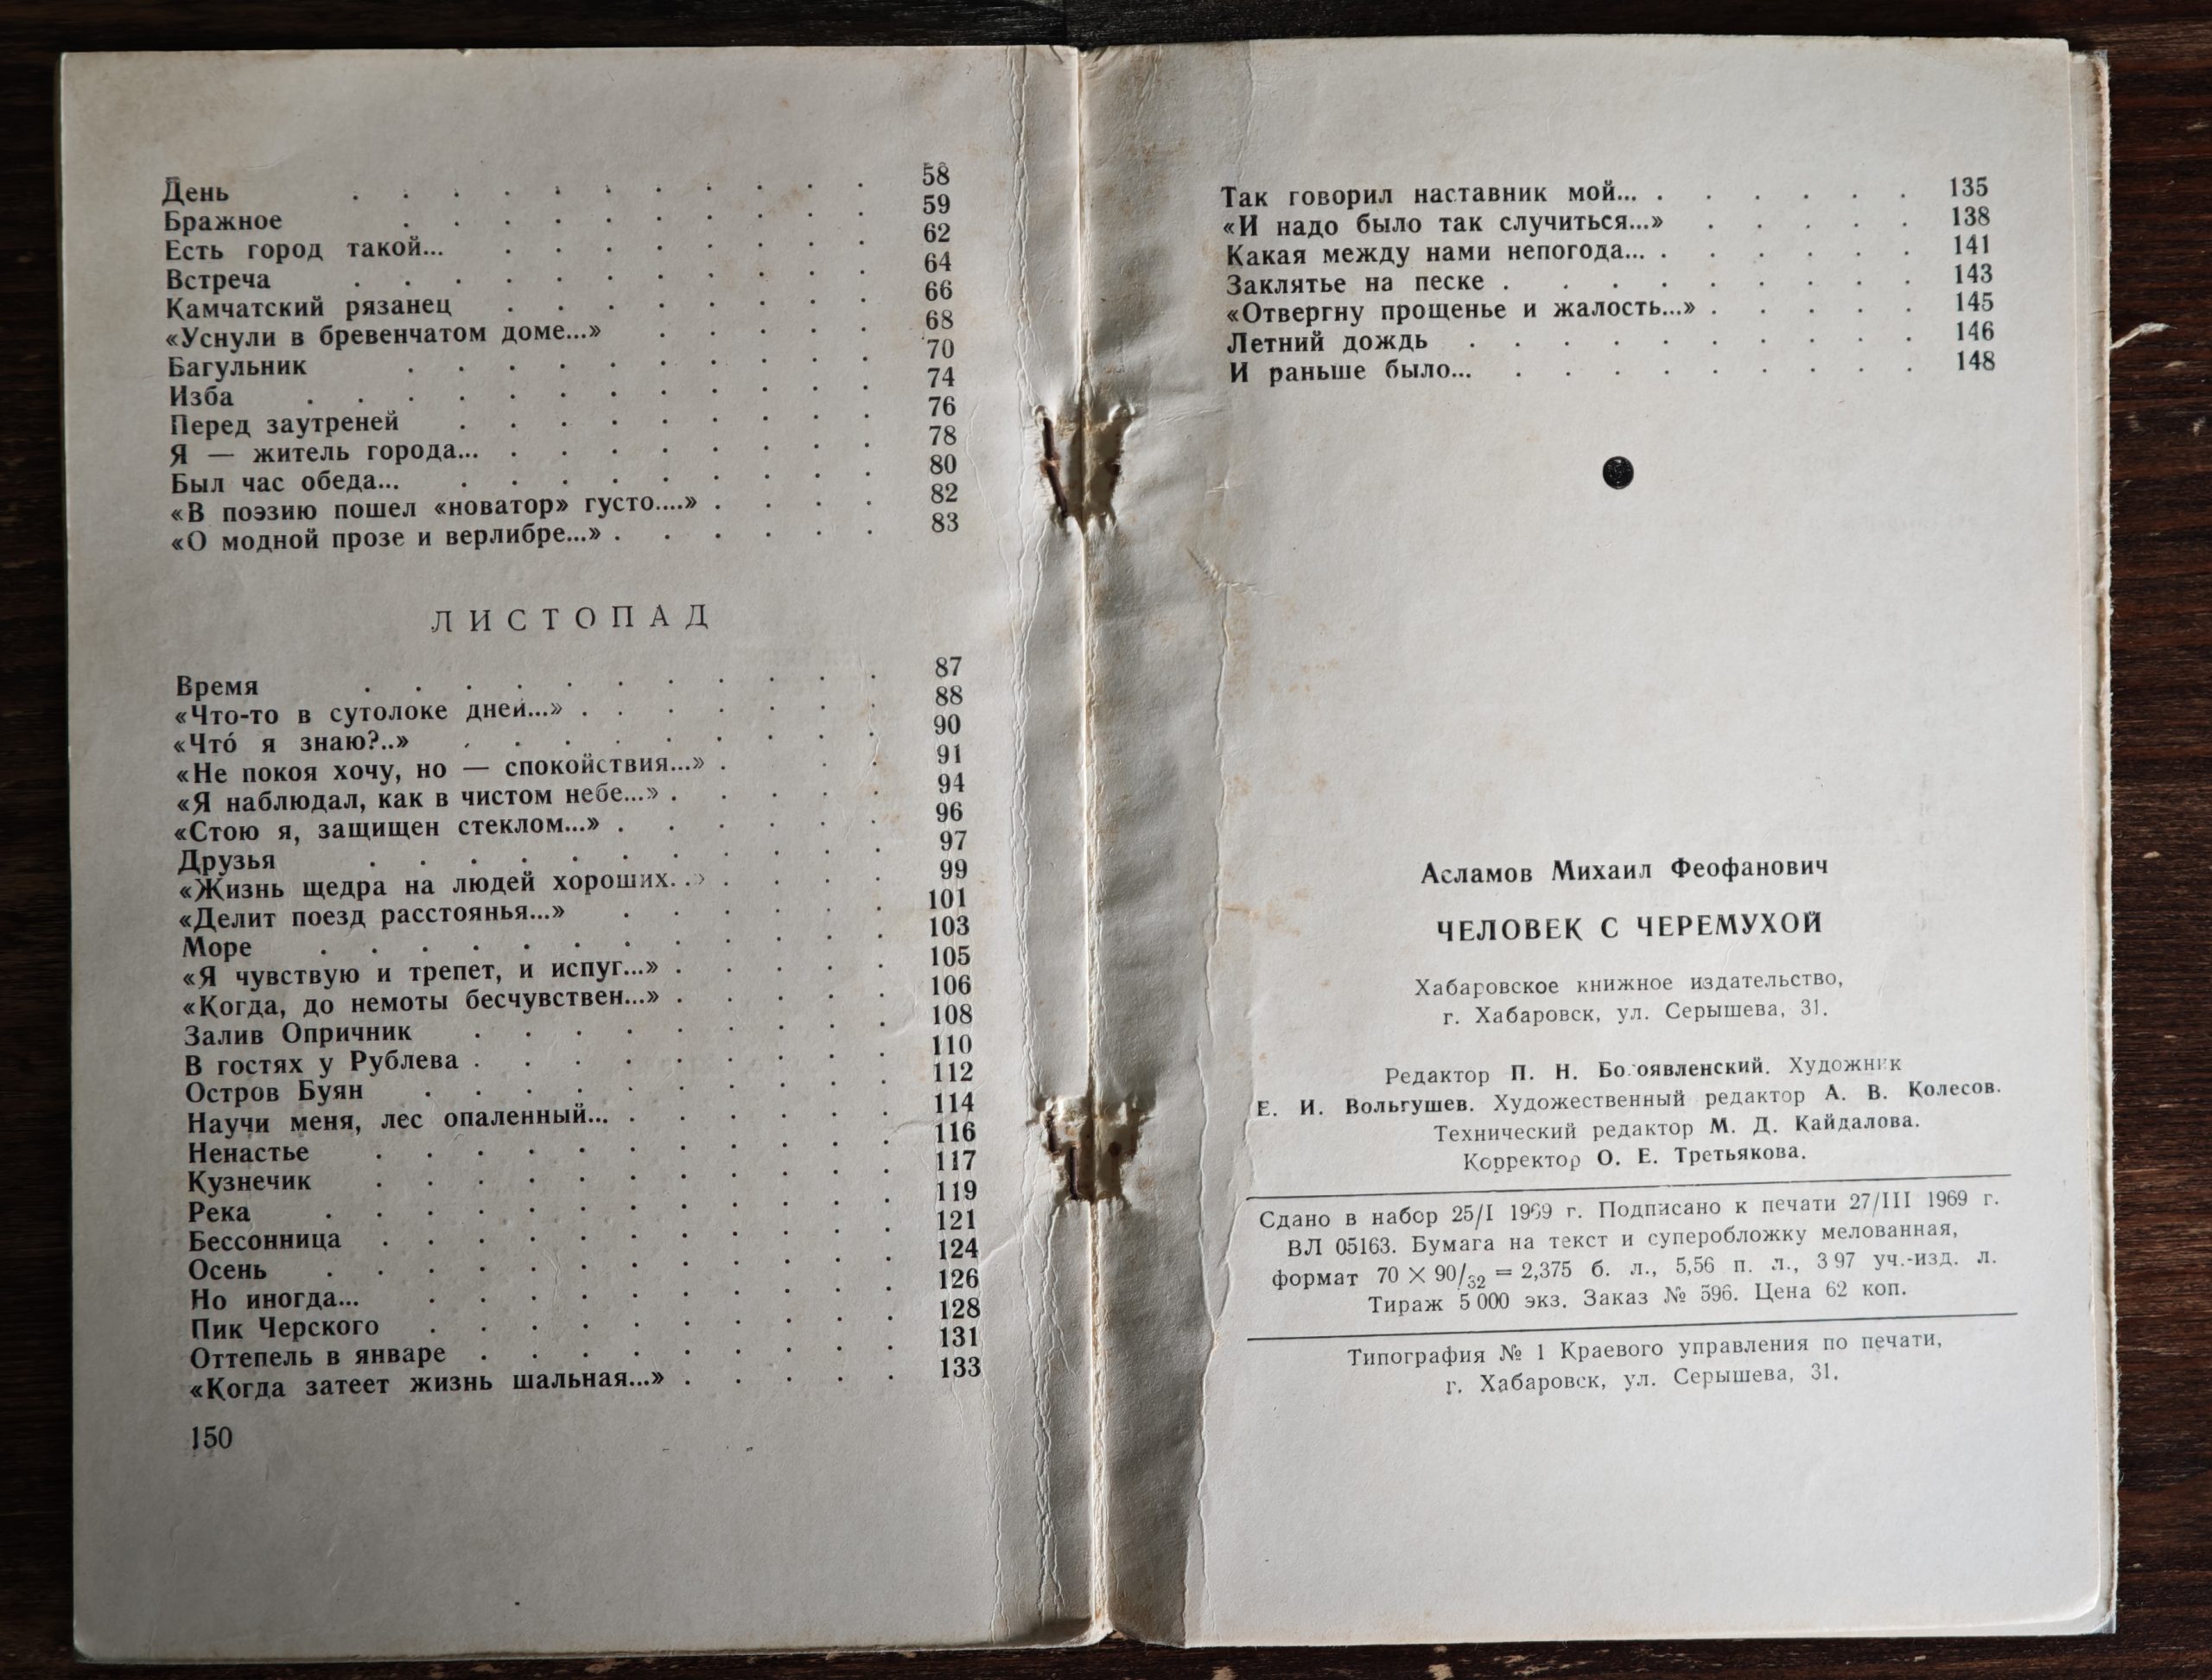 День . . . . . . . . . . . 58
Бражное . . . . . . . . . . 59
Есть город такой... . . . . . . . . 62
Встреча . . . . . . . . . . . 64
Камчатский рязанец . . . . . . . . 66
«Уснули в бревенчатом доме...» . . . . . 68
Багульник . . . . . . . . . . 70
Изба . . . . . . . . . . . . 74
Перед заутреней . . . . . . . . . 76
Я — житель города... . . . . . . . . 78
Был час обеда... . . . . . . . . . 80
«В поэзию пошел «новатор» густо....» . . . . 82
«О модной прозе и верлибре...» . . . . . . 83
ЛИСТОПАД
Время . . . . . . . . . . . 87
«Что-то в сутолоке дней...» . . . . . . . 88
«Что́ я знаю?..» . . . . . . . . . 90
«Не покоя хочу, но — спокойствия...» . . . 91
«Я наблюдал, как в чистом небе...» . . . . . 94
«Стою я, защищен стеклом...» . . . . . . 96
Друзья . . . . . . . . . . . 97
«Жизнь щедра на людей хороших. .» . . . . 99
«Делит поезд расстоянья...» . . . . . . 101
Море . . . . . . . . . . . . 103
«Я чувствую и трепет, и испуг...» . . . . . 105
«Когда, до немоты бесчувствен...» . . . . . 106
Залив Опричник . . . . . . . . . 108
В гостях у Рублева . . . . . . . . . 110
Остров Буян . . . . . . . . . . 112
Научи меня, лес опаленный... . . . . . . 114
Ненастье . . . . . . . . . . . 116
Кузнечик . . . . . . . . . . . 117
Река . . . . . . . . . . . . 119
Бессонница . . . . . . . . . . . 121
Осень . . . . . . . . . . . . 124
Но иногда... . . . . . . . . . . 126
Пик Черского . . . . . . . . . . 128
Оттепель в январе . . . . . . . . . 131
«Когда затеет жизнь шальная...» . . . . . 133
150
Так говорил наставник мой... . . . . . . 135
«И надо было так случиться...» . . . . . 138
Какая между нами непогода... . . . . . . 141
Заклятье на песке . . . . . . . . . 143
«Отвергну прощенье и жалость...» . . . . . 145
Летний дождь . . . . . . . . . . 146
И раньше было... . . . . . . . . . 148
Асламов Михаил Феофанович
ЧЕЛОВЕК С ЧЕРЕМУХОЙ
Хабаровское книжное издательство,
г. Хабаровск, ул. Серышева, 31.
Редактор П. Н. Богоявленский. Художник
Е. И. Вольгушев. Художественный редактор А. В. Колесов.
Технический редактор М. Д. Кайдалова.
Корректор О. Е. Третьякова.
Сдано в набор 25/I 1969 г. Подписано к печати 27/III 1969 г.
ВЛ 05163. Бумага на текст и суперобложку мелованная,
формат 70 × 90/32 = 2,375 б. л., 5,56 п. л., 3 97 уч.-изд. л.
Тираж 5 000 экз. Заказ № 596. Цена 62 коп.
Типография № 1 Краевого управления по печати,
г. Хабаровск, ул. Серышева, 31.